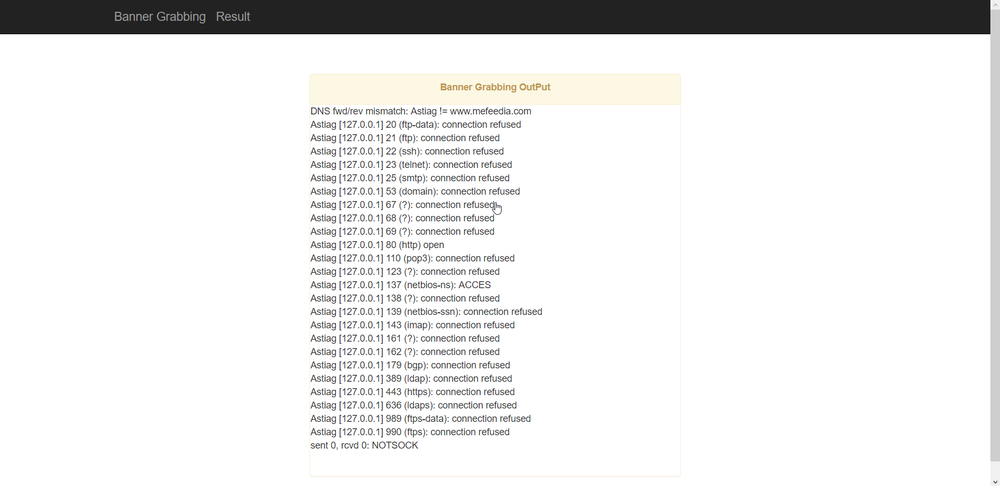 Banner Grabbing Result
Banner Grabbing OutPut
DNS fwd/rev mismatch: Astiag != www.mefeedia.com
Astiag [127.0.0.1] 20 (ftp-data): connection refused
Astiag [127.0.0.1] 21 (ftp): connection refused
Astiag [127.0.0.1] 22 (ssh): connection refused
Astiag [127.0.0.1] 23 (telnet): connection refused
Astiag [127.0.0.1] 25 (smtp): connection refused
Astiag [127.0.0.1] 53 (domain): connection refused
Astiag [127.0.0.1] 67 (?): connection refused
Astiag [127.0.0.1] 68 (?): connection refused
Astiag [127.0.0.1] 69 (?): connection refused
Astiag [127.0.0.1] 80 (http) open
Astiag [127.0.0.1] 110 (pop3): connection refused
Astiag [127.0.0.1] 123 (?): connection refused
Astiag [127.0.0.1] 137 (netbios-ns): ACCES
Astiag [127.0.0.1] 138 (?): connection refused
Astiag [127.0.0.1] 139 (netbios-ssn): connection refused
Astiag [127.0.0.1] 143 (imap): connection refused
Astiag [127.0.0.1] 161 (?): connection refused
Astiag [127.0.0.1] 162 (?): connection refused
Astiag [127.0.0.1] 179 (bgp): connection refused
Astiag [127.0.0.1] 389 (ldap): connection refused
Astiag [127.0.0.1] 443 (https): connection refused
Astiag [127.0.0.1] 636 (ldaps): connection refused
Astiag [127.0.0.1] 989 (ftps-data): connection refused
Astiag [127.0.0.1] 990 (ftps): connection refused
sent 0, rcvd 0: NOTSOCK